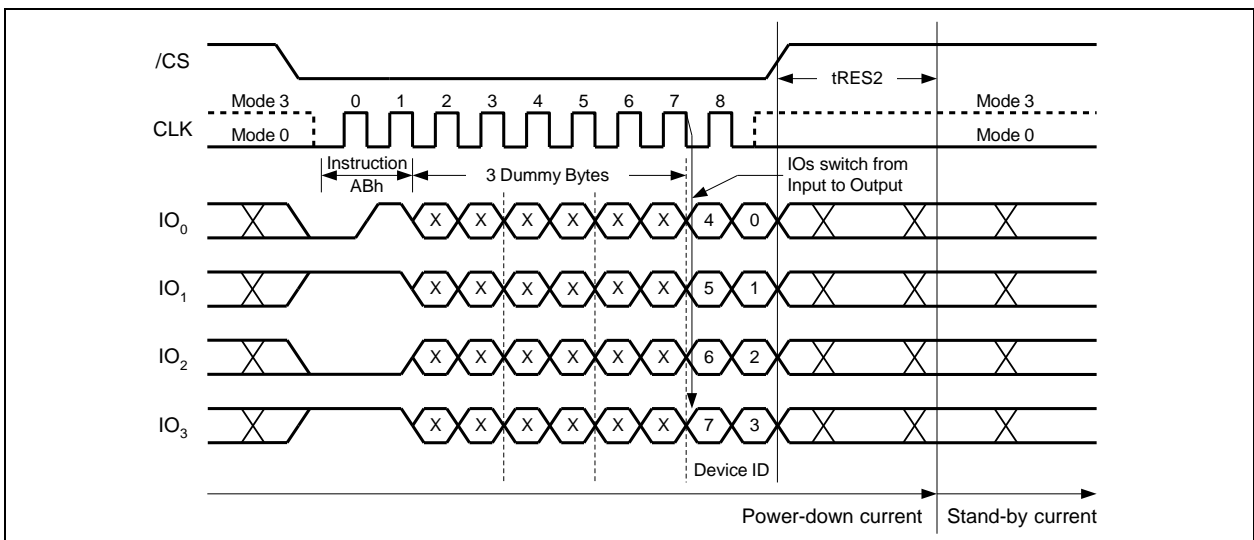 /CS
tRES2
0 1 2 3 4 5 6 7 8
Mode 3
Mode 3
CLK
Mode 0
Mode 0
Instruction
ABh
3 Dummy Bytes
IOs switch from
Input to Output
IO0 X X X X X X 4 0
IO1 X X X X X X 5 1
IO2 X X X X X X 6 2
IO3 X X X X X X 7 3
Device ID
Power-down current
Stand-by current